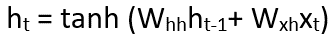 hₜ = tanh (Wₕₕhₜ₋₁+ Wₓₕxₜ)